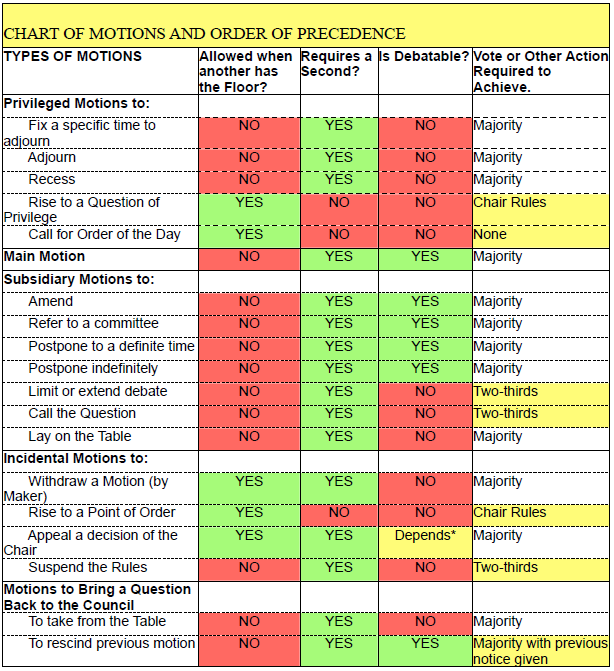 CHART OF MOTIONS AND ORDER OF PRECEDENCE
TYPES OF MOTIONS Allowed when another has the Floor? Requires a Second? Is Debatable? Vote or Other Action Required to Achieve.
Privileged Motions to:
Fix a specific time to adjourn NO YES NO Majority
Adjourn NO YES NO Majority
Recess NO YES NO Majority
Rise to a Question of Privilege YES NO NO Chair Rules
Call for Order of the Day YES NO NO None
Main Motion NO YES YES Majority
Subsidiary Motions to:
Amend NO YES YES Majority
Refer to a committee NO YES YES Majority
Postpone to a definite time NO YES YES Majority
Postpone indefinitely NO YES YES Majority
Limit or extend debate NO YES NO Two-thirds
Call the Question NO YES NO Two-thirds
Lay on the Table NO YES NO Majority
Incidental Motions to:
Withdraw a Motion (by Maker) YES YES NO Majority
Rise to a Point of Order YES NO NO Chair Rules
Appeal a decision of the Chair YES YES Depends* Majority
Suspend the Rules NO YES NO Two-thirds
Motions to Bring a Question Back to the Council
To take from the Table NO YES NO Majority
To rescind previous motion NO YES YES Majority with previous notice given